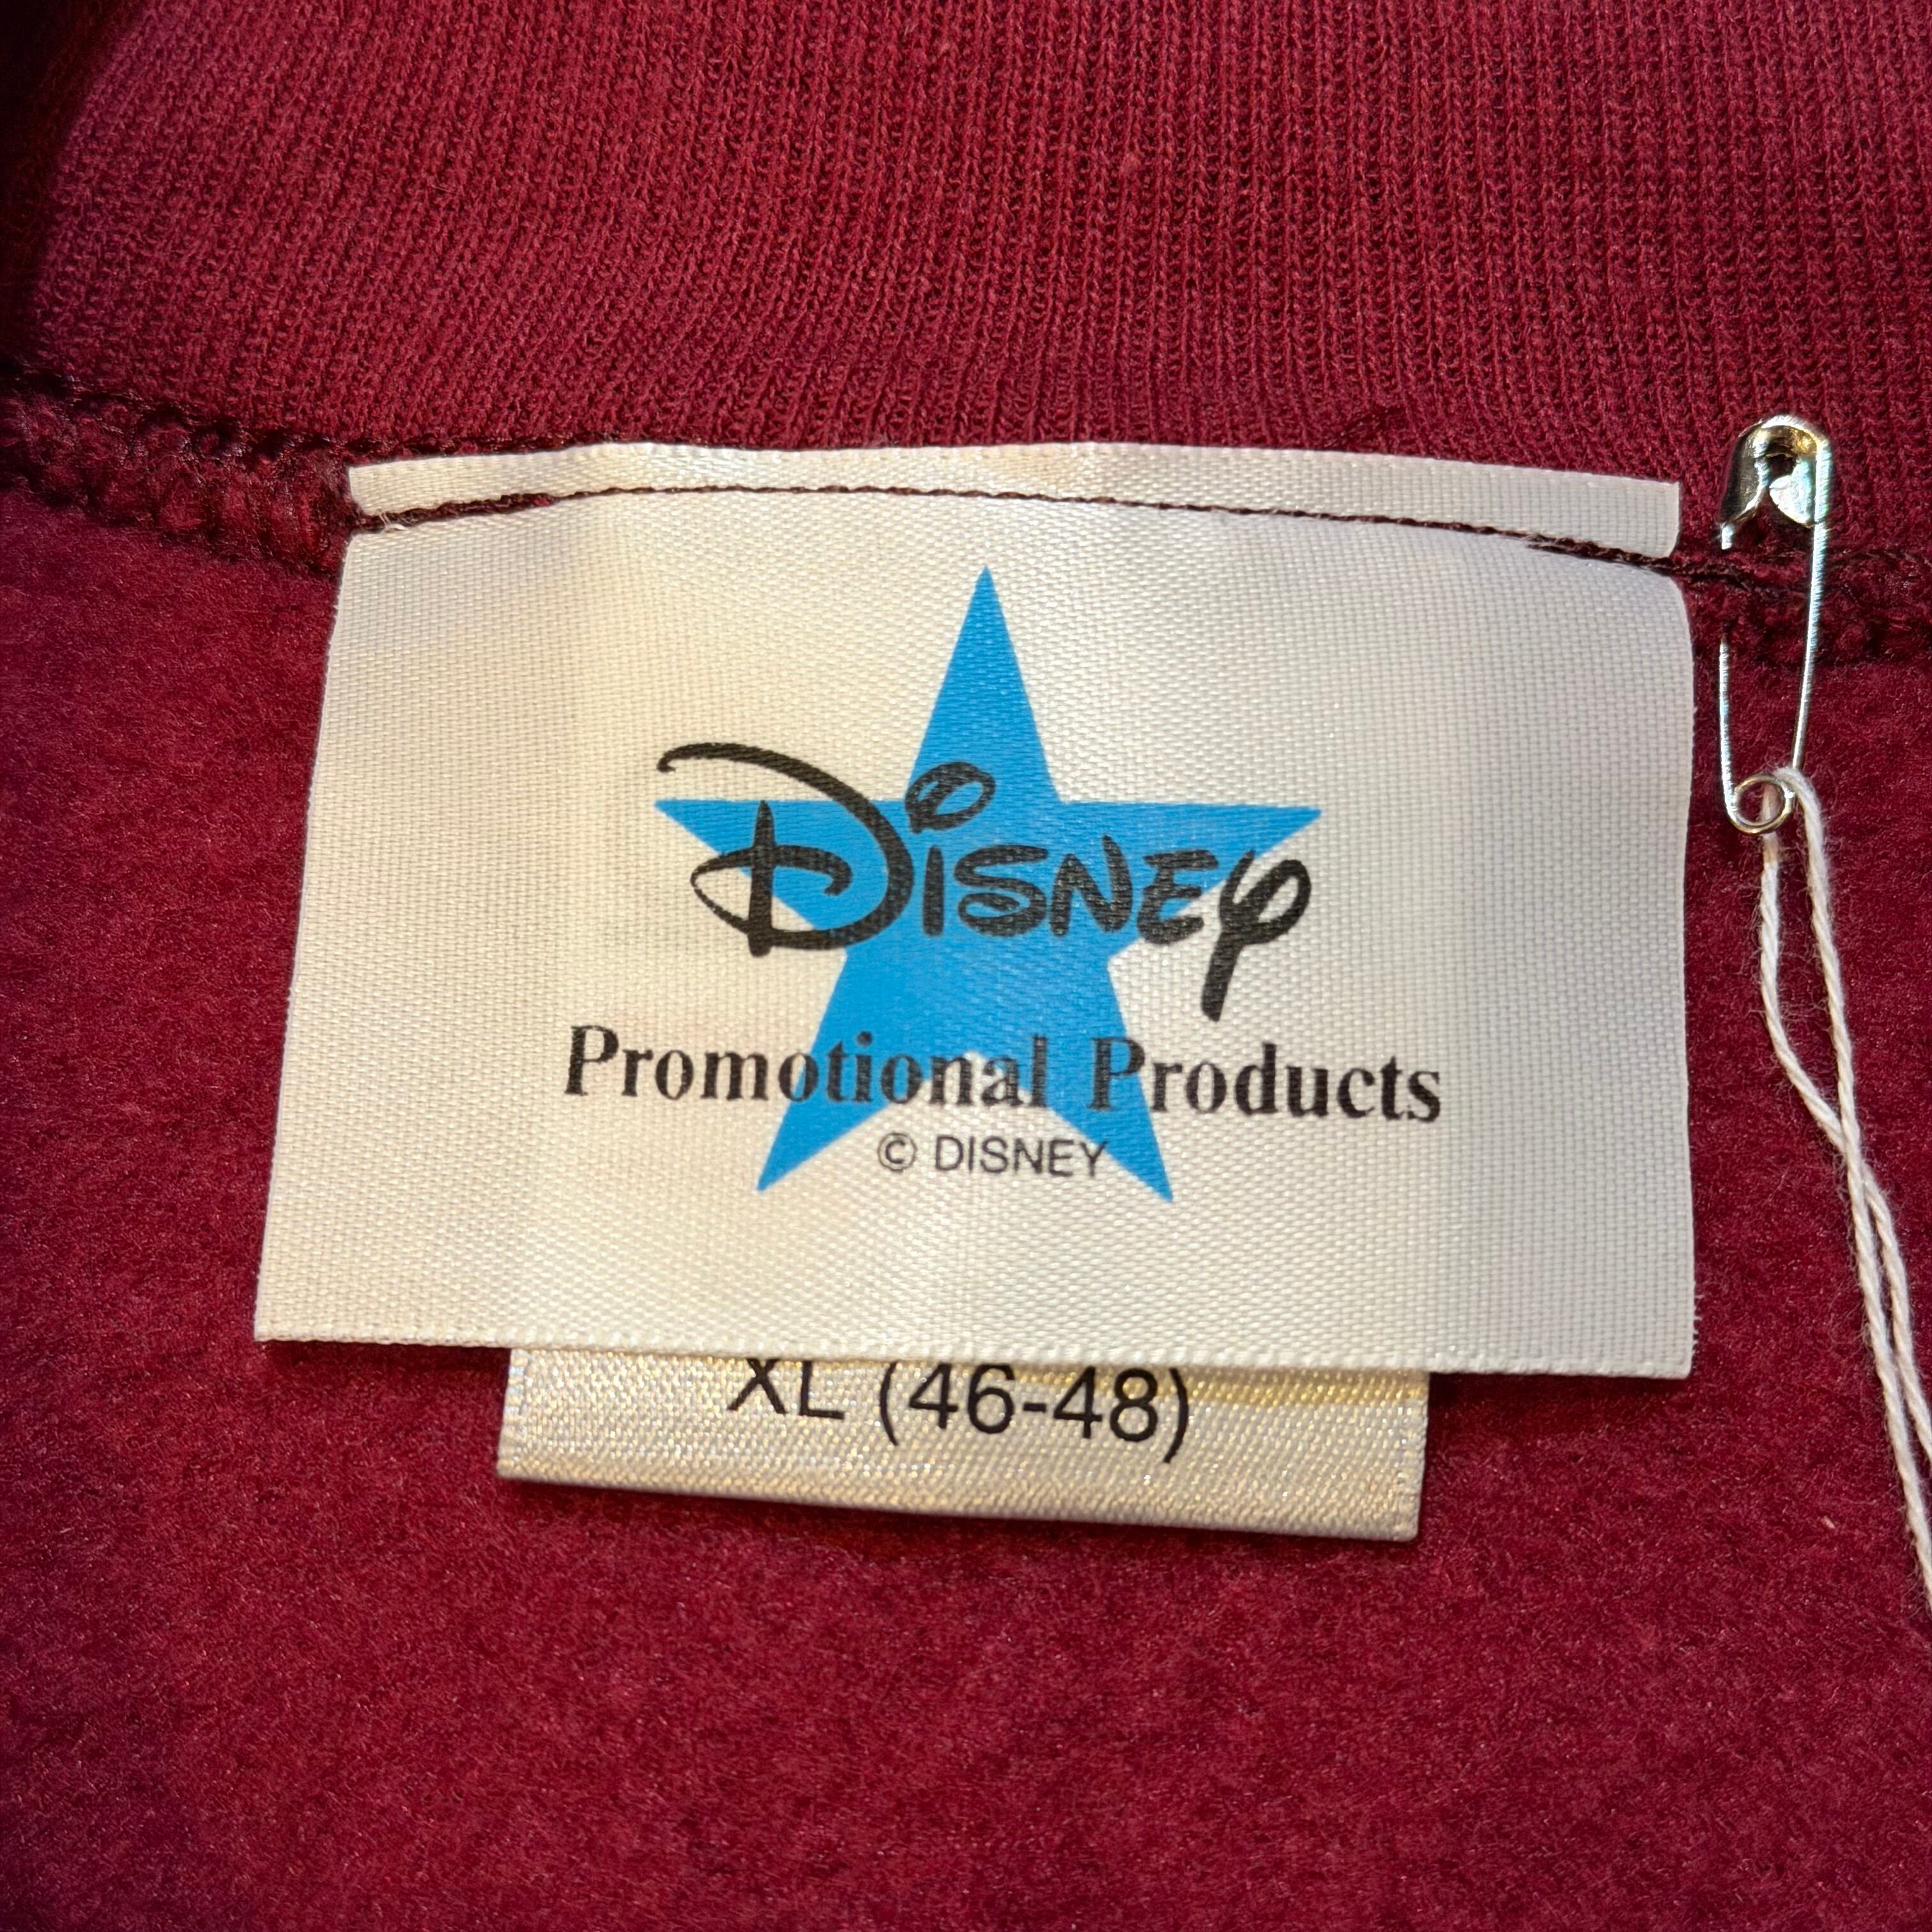 Disney
Promotional Products
© DISNEY
XL (46-48)